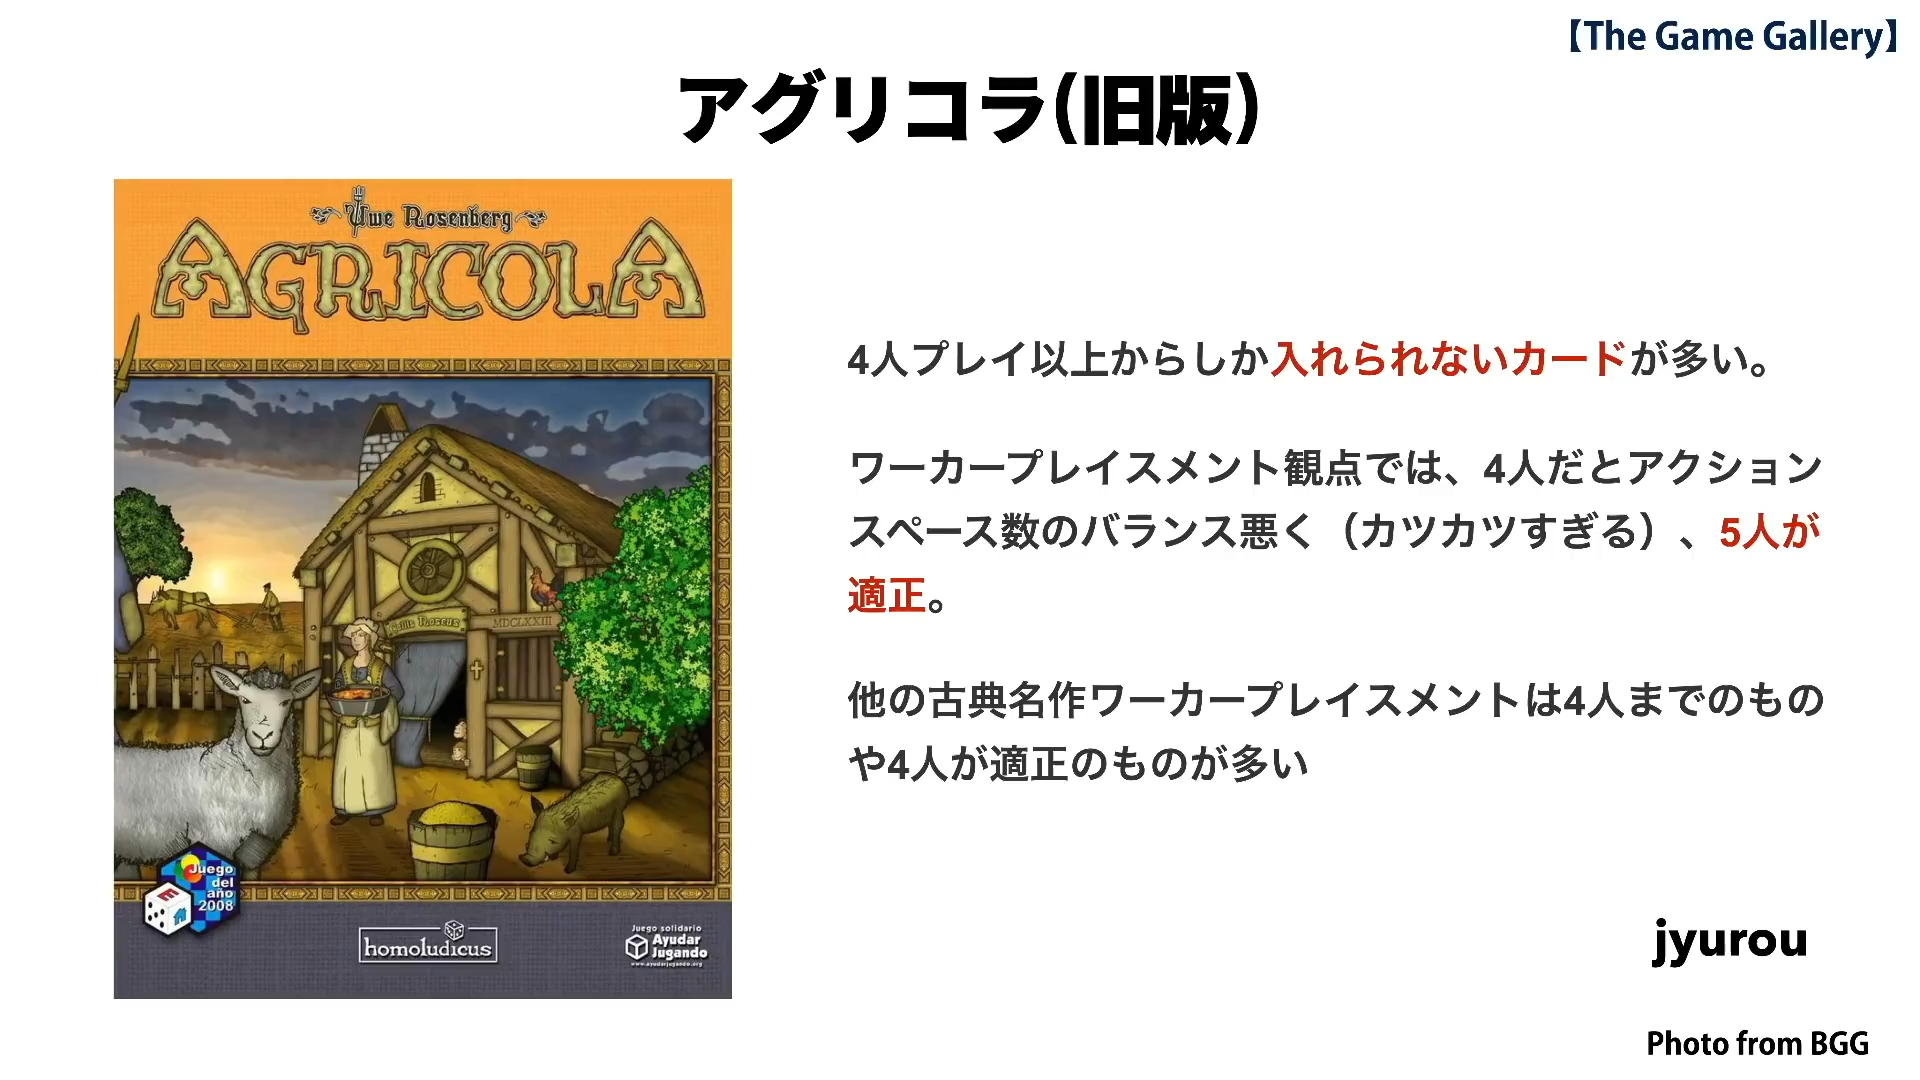 【The Game Gallery】
アグリコラ(旧版)
Uwe Rosenberg
AGRICOLA
MDCLXXIII
Juego
del
año
2008
homoludicus
Juego solidario
Ayudar
Jugando
www.ayudarjugando.org
4人プレイ以上からしか入れられないカードが多い。
ワーカープレイスメント観点では、4人だとアクション
スペース数のバランス悪く（カツカツすぎる）、5人が
適正。
他の古典名作ワーカープレイスメントは4人までのもの
や4人が適正のものが多い
jyurou
Photo from BGG